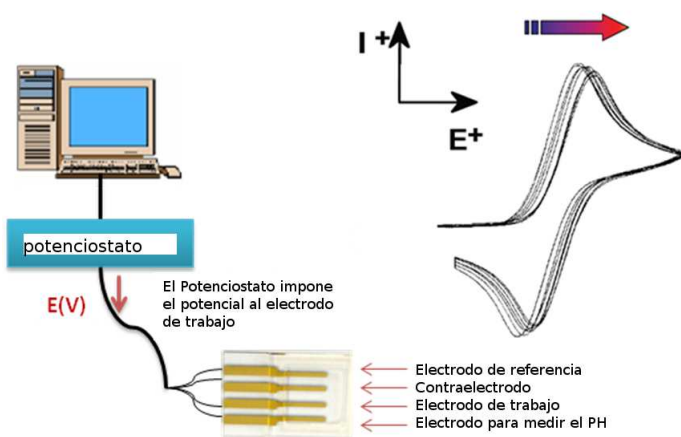 I+
E+
potenciostato
E(V)
El Potenciostato impone
el potencial al electrodo
de trabajo
Electrodo de referencia
Contraelectrodo
Electrodo de trabajo
Electrodo para medir el PH